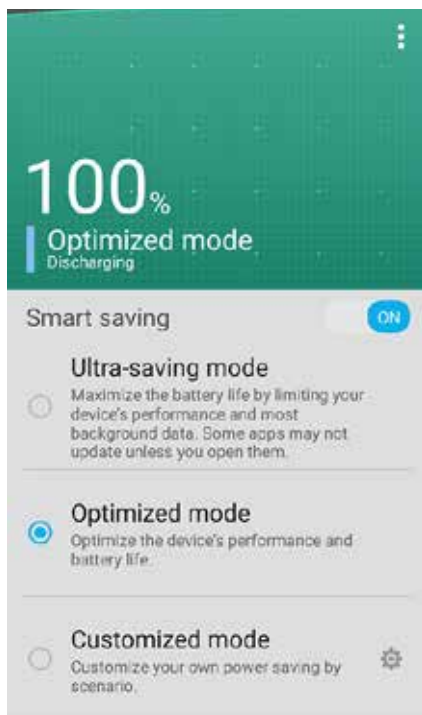 100%
Optimized mode
Discharging
Smart saving
ON
Ultra-saving mode
Maximize the battery life by limiting your
device's performance and most
background data. Some apps may not
update unless you open them.
Optimized mode
Optimize the device's performance and
battery life.
Customized mode
Customize your own power saving by
scenario.